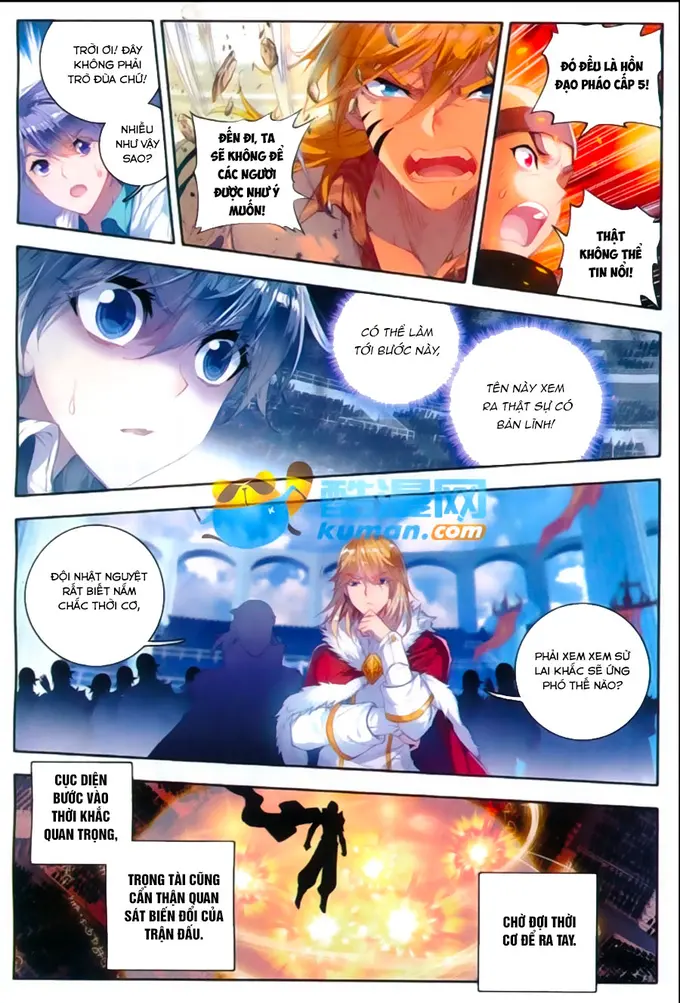 TRỜI ƠI! ĐÂY
KHÔNG PHẢI
TRÒ ĐÙA CHỨ!
NHIỀU
NHƯ VẬY
SAO?
ĐẾN ĐI, TA
SẼ KHÔNG ĐỂ
CÁC NGƯƠI
ĐƯỢC NHƯ Ý
MUỐN!
ĐÓ ĐỀU LÀ HỒN
ĐẠO PHÁO CẤP 5!
THẬT
KHÔNG THỂ
TIN NỔI!
CÓ THỂ LÀM
TỚI BƯỚC NÀY,
TÊN NÀY XEM
RA THẬT SỰ CÓ
BẢN LĨNH!
酷漫网
kuman.com
ĐỘI NHẬT NGUYỆT
RẤT BIẾT NẮM
CHẮC THỜI CƠ,
PHẢI XEM XEM SỬ
LAI KHẮC SẼ ỨNG
PHÓ THẾ NÀO?
CỤC DIỆN
BƯỚC VÀO
THỜI KHẮC
QUAN TRỌNG,
TRỌNG TÀI CŨNG
CẨN THẬN QUAN
SÁT BIẾN ĐỔI CỦA
TRẬN ĐẤU.
CHỜ ĐỢI THỜI
CƠ ĐỂ RA TAY.